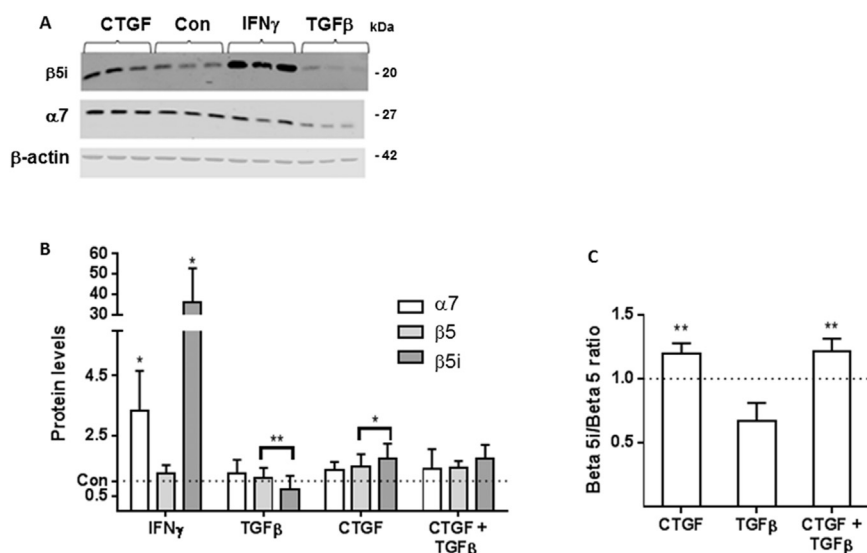 A
CTGF Con IFNγ TGFβ kDa
β5i - 20
α7 - 27
β-actin - 42
B
60
50
40
30
4.5
2.5
Con
0.5
Protein levels
*
*
**
*
α7
β5
β5i
IFNγ TGFβ CTGF CTGF +
TGFβ
C
1.5
1.0
0.5
Beta 5i/Beta 5 ratio
**
**
CTGF TGFβ CTGF +
TGFβ